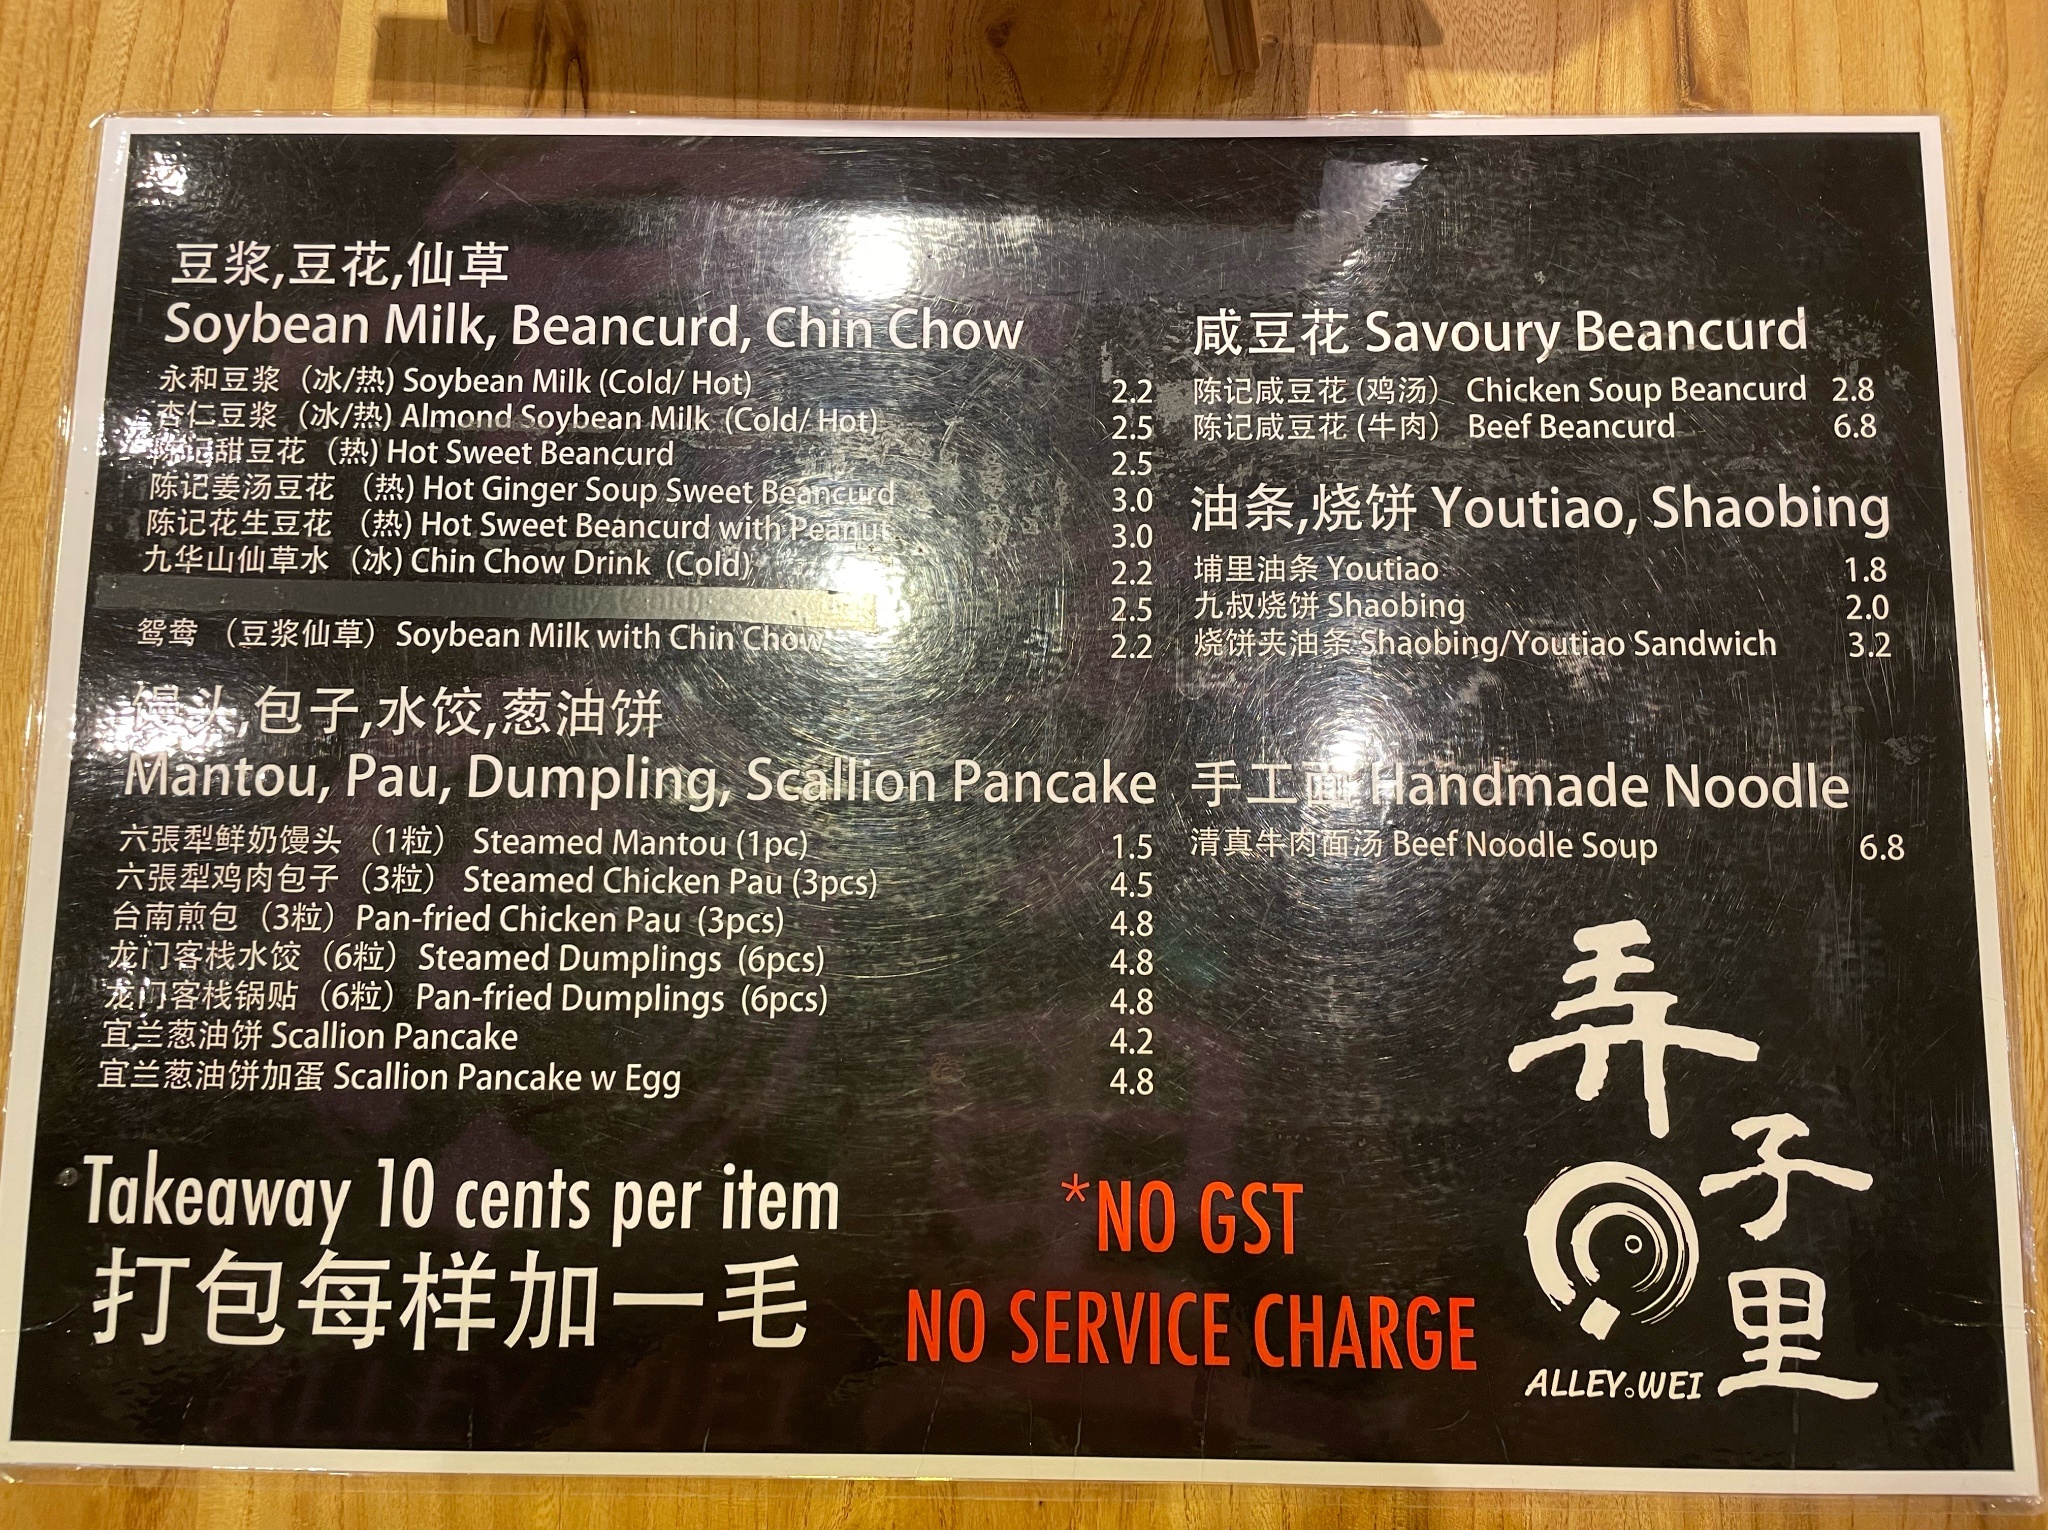 豆浆,豆花,仙草
Soybean Milk, Beancurd, Chin Chow
永和豆浆 （冰/热) Soybean Milk (Cold/ Hot) 2.2
杏仁豆浆 （冰/热) Almond Soybean Milk (Cold/ Hot) 2.5
陈记甜豆花 （热) Hot Sweet Beancurd 2.5
陈记姜汤豆花 （热) Hot Ginger Soup Sweet Beancurd 3.0
陈记花生豆花 （热) Hot Sweet Beancurd with Peanut 3.0
九华山仙草水 （冰) Chin Chow Drink (Cold) 2.2
2.5
鸳鸯 （豆浆仙草）Soybean Milk with Chin Chow 2.2
馒头,包子,水饺,葱油饼
Mantou, Pau, Dumpling, Scallion Pancake
六張犁鲜奶馒头 （1粒） Steamed Mantou (1pc) 1.5
六張犁鸡肉包子（3粒） Steamed Chicken Pau (3pcs) 4.5
台南煎包（3粒）Pan-fried Chicken Pau (3pcs) 4.8
龙门客栈水饺（6粒） Steamed Dumplings (6pcs) 4.8
龙门客栈锅贴（6粒）Pan-fried Dumplings (6pcs) 4.8
宜兰葱油饼 Scallion Pancake 4.2
宜兰葱油饼加蛋 Scallion Pancake w Egg 4.8
Takeaway 10 cents per item
打包每样加一毛
咸豆花 Savoury Beancurd
陈记咸豆花 (鸡汤） Chicken Soup Beancurd 2.8
陈记咸豆花 (牛肉） Beef Beancurd 6.8
油条,烧饼 Youtiao, Shaobing
埔里油条 Youtiao 1.8
九叔烧饼 Shaobing 2.0
烧饼夹油条 Shaobing/Youtiao Sandwich 3.2
手工面 Handmade Noodle
清真牛肉面汤 Beef Noodle Soup 6.8
*NO GST
NO SERVICE CHARGE
弄子里
ALLEY.WEI